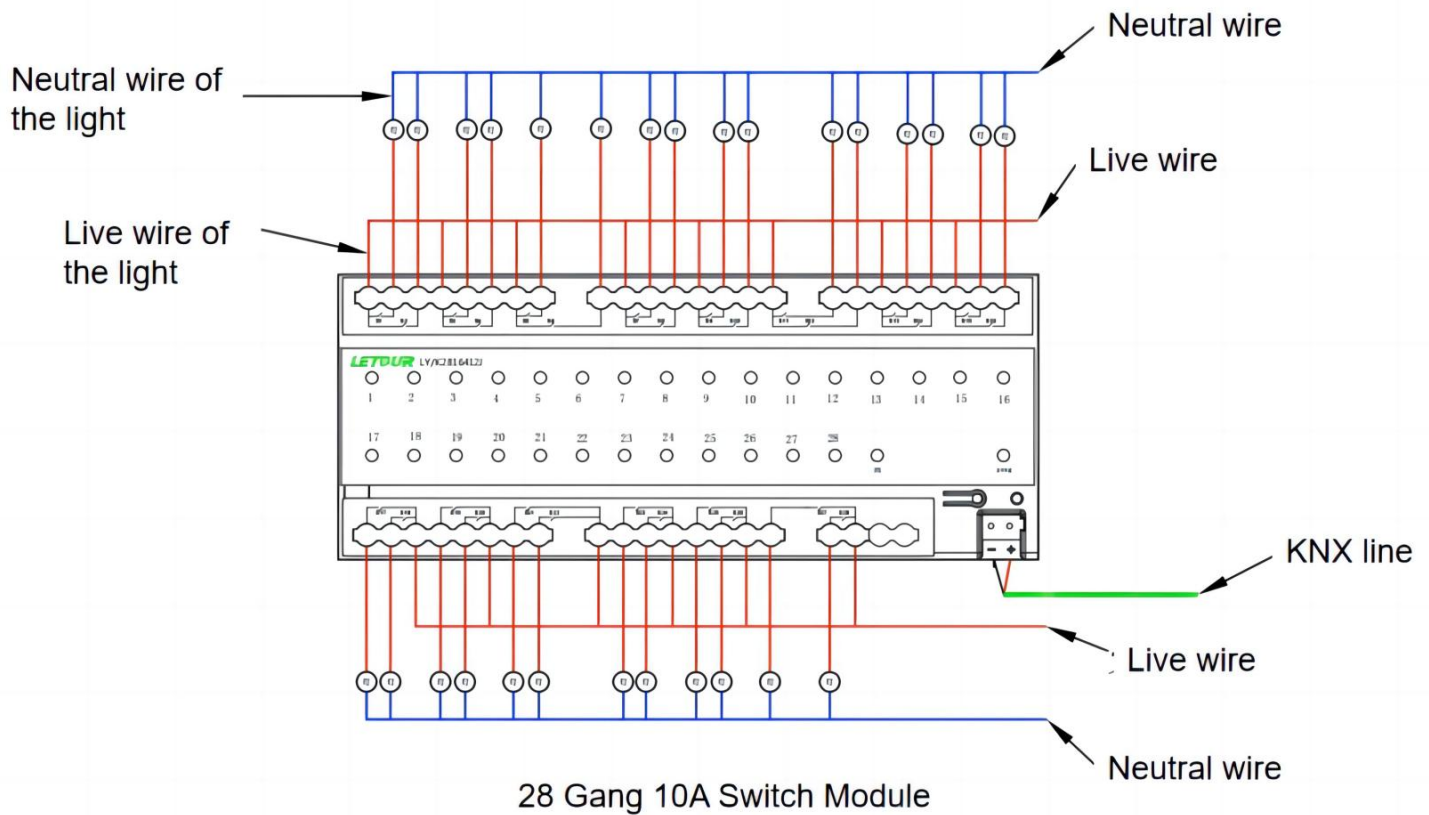 Neutral wire
Neutral wire of
the light
Live wire
Live wire of
the light
LETOUR
1 2 3 4 5 6 7 8 9 10 11 12 13 14 15 16
17 18 19 20 21 22 23 24 25 26 27 28
- +
KNX line
Live wire
Neutral wire
28 Gang 10A Switch Module